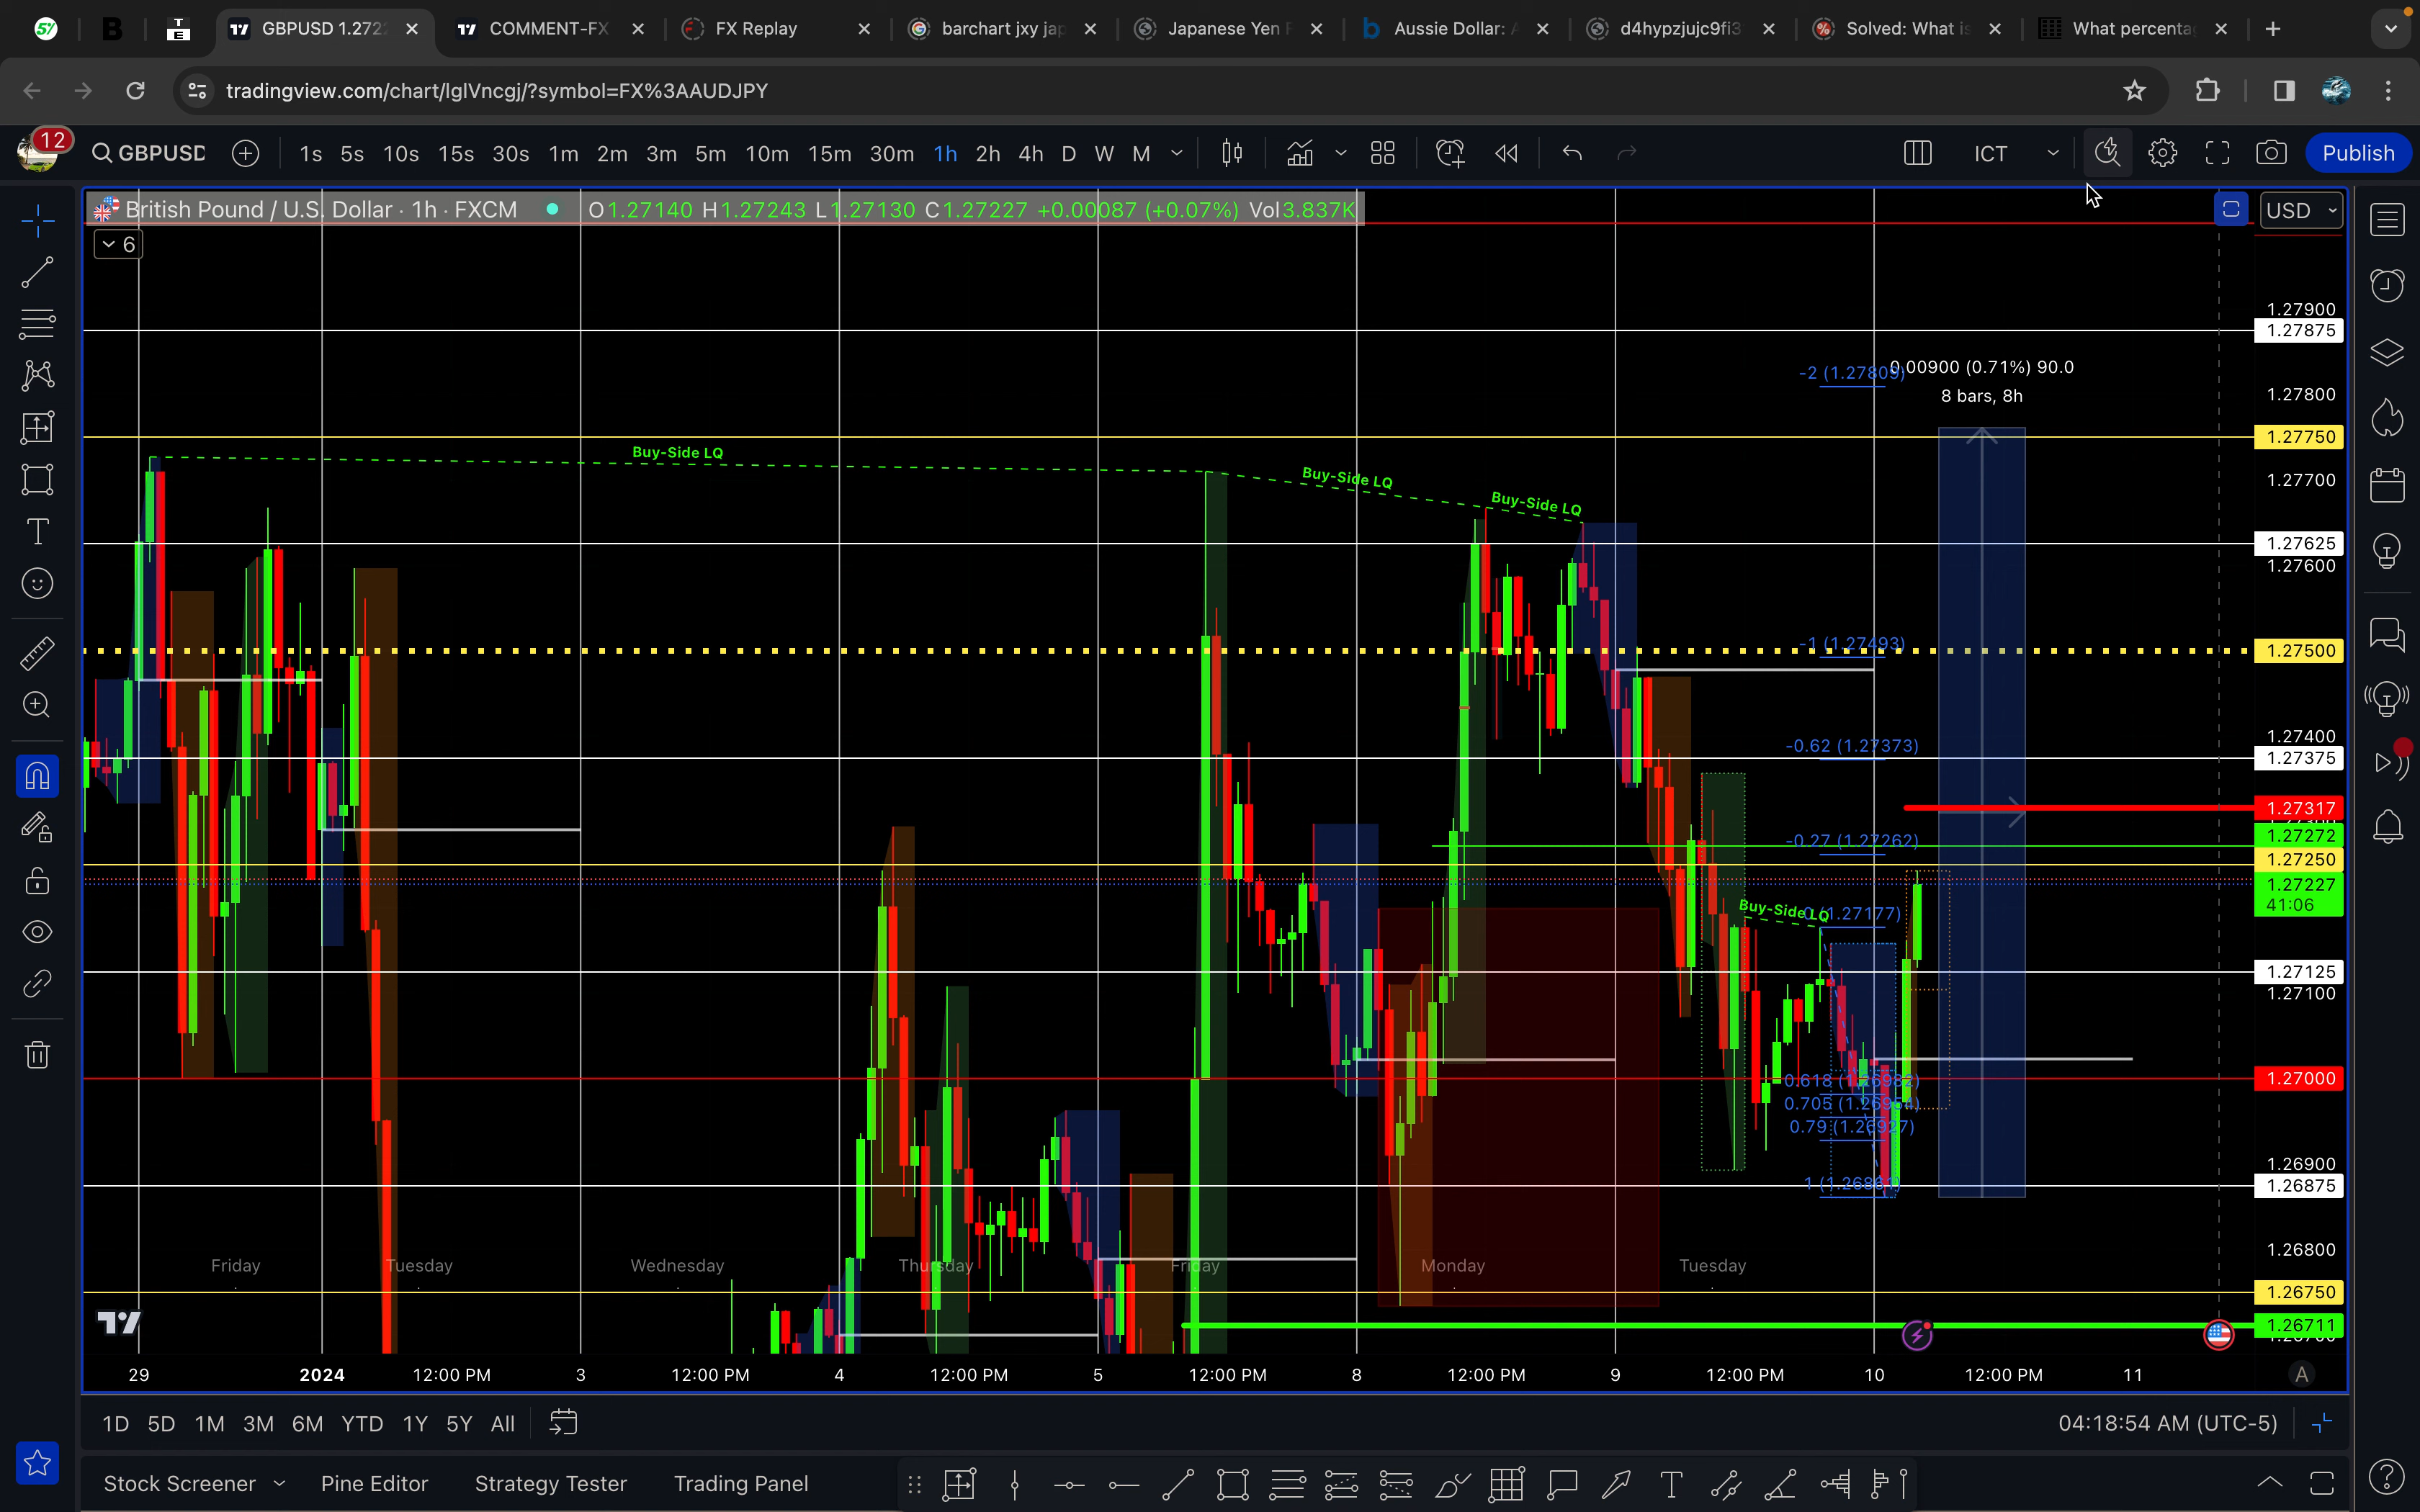 GBPUSD 1.272
COMMENT-FX
FX Replay
barchart jxy jap
Japanese Yen F
Aussie Dollar: A
d4hypzjujc9fi3
Solved: What is
What percenta
tradingview.com/chart/lglVncgj/?symbol=FX%3AAUDJPY
12
GBPUSD
1s 5s 10s 15s 30s 1m 2m 3m 5m 10m 15m 30m 1h 2h 4h D W M
ICT
Publish
British Pound / U.S. Dollar · 1h · FXCM
O1.27140 H1.27243 L1.27130 C1.27227 +0.00087 (+0.07%) Vol3.837K
USD
6
1.27900
1.27875
-2 (1.27809)
0.00900 (0.71%) 90.0
8 bars, 8h
1.27800
1.27750
Buy-Side LQ
Buy-Side LQ
Buy-Side LQ
1.27700
1.27625
1.27600
-1 (1.27493)
1.27500
-0.62 (1.27373)
1.27400
1.27375
1.27317
1.27272
-0.27 (1.27262)
1.27250
1.27227
41:06
Buy-Side LQ
0 (1.27177)
1.27125
1.27100
0.618 (1.26982)
1.27000
0.705 (1.26954)
0.79 (1.26927)
1.26900
1.26875
1.26800
Friday
Tuesday
Wednesday
Thursday
Friday
Monday
Tuesday
1.26750
1.26711
29 2024 12:00 PM 3 12:00 PM 4 12:00 PM 5 12:00 PM 8 12:00 PM 9 12:00 PM 10 12:00 PM 11
A
1D 5D 1M 3M 6M YTD 1Y 5Y All
04:18:54 AM (UTC-5)
Stock Screener
Pine Editor
Strategy Tester
Trading Panel